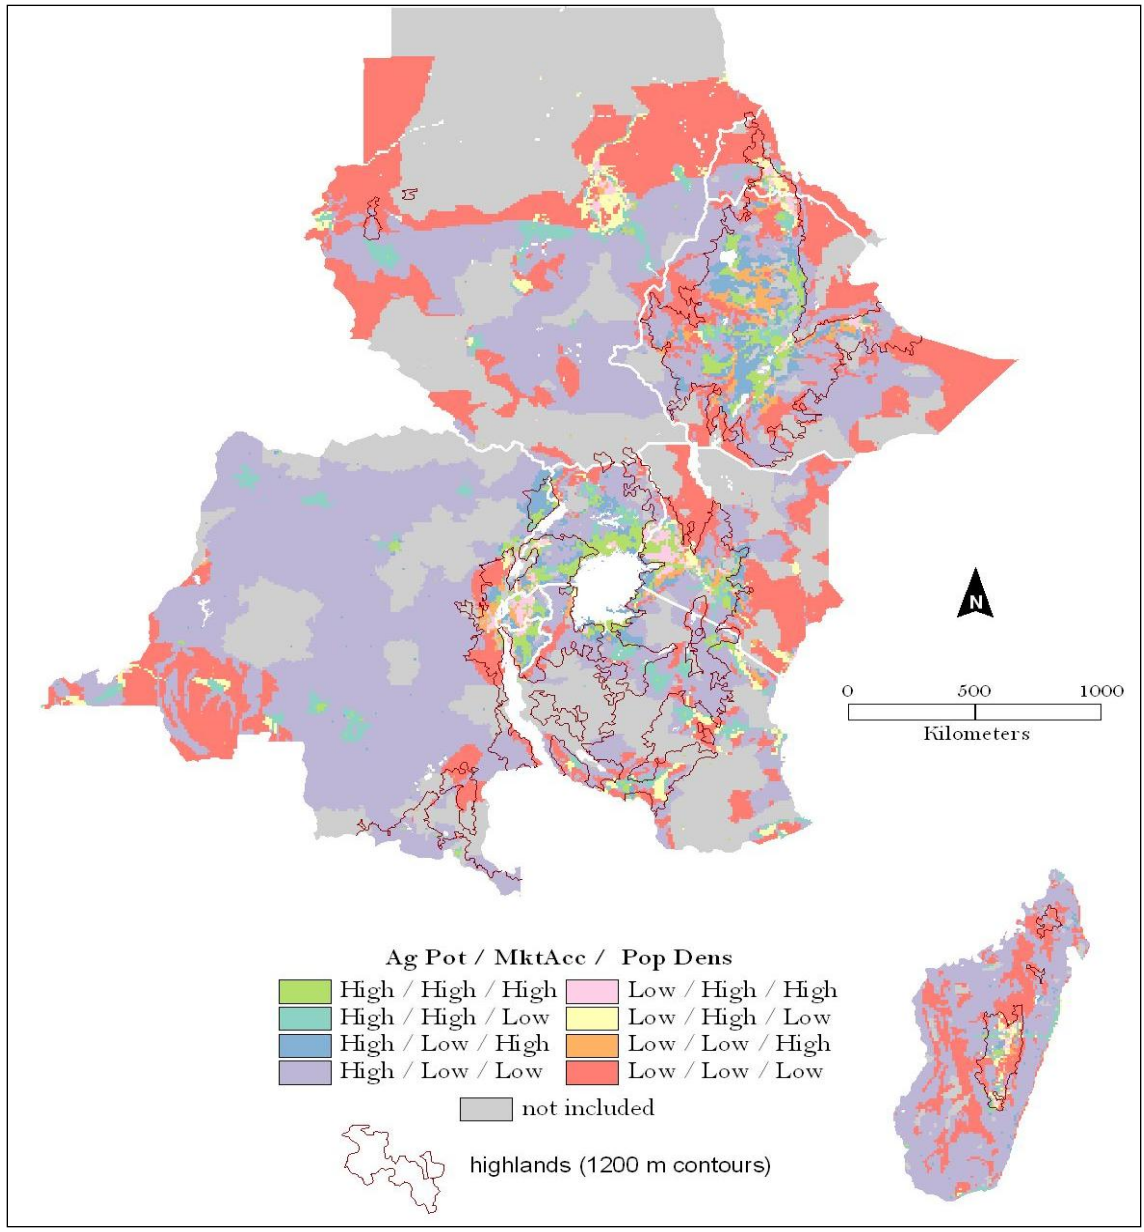 N
0 500 1000
Kilometers
Ag Pot / MktAcc / Pop Dens
High / High / High Low / High / High
High / High / Low Low / High / Low
High / Low / High Low / Low / High
High / Low / Low Low / Low / Low
not included
highlands (1200 m contours)